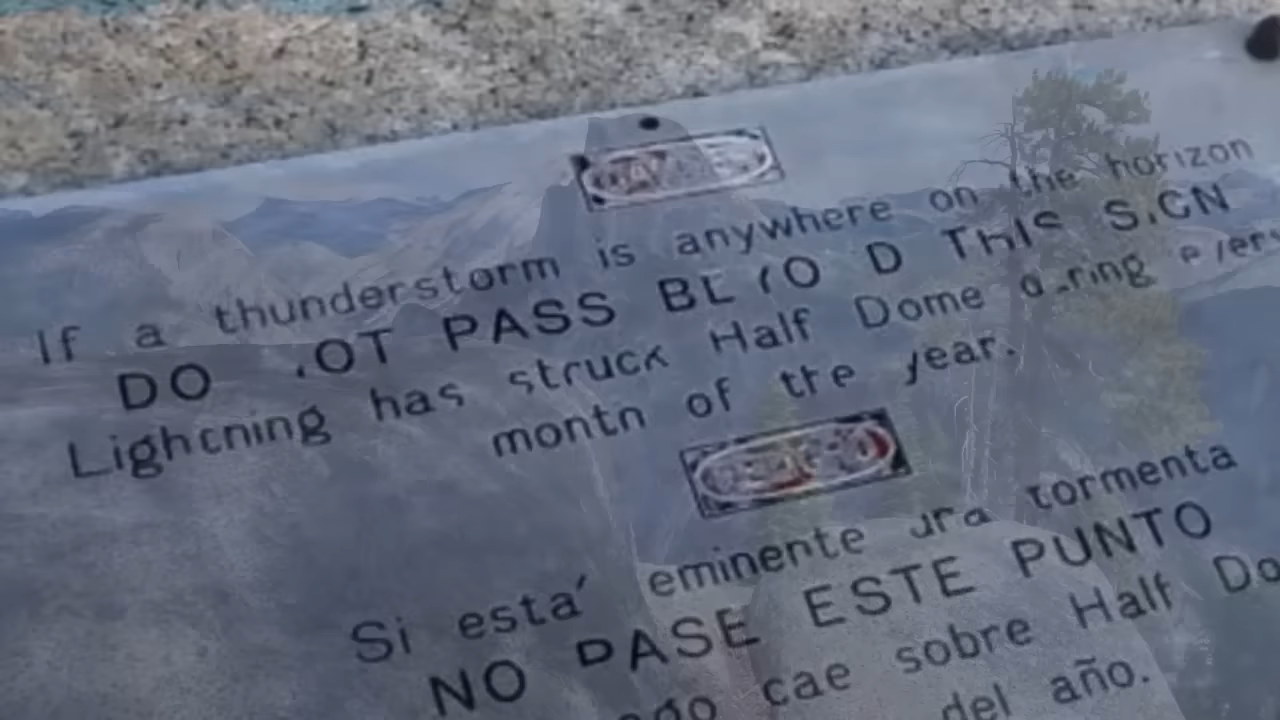 If a thunderstorm is anywhere on the horizon
DO NOT PASS BEYOND THIS SIGN
Lightning has struck Half Dome during every
month of the year.
Si está eminente una tormenta
NO PASE ESTE PUNTO
cae sobre Half
del año.